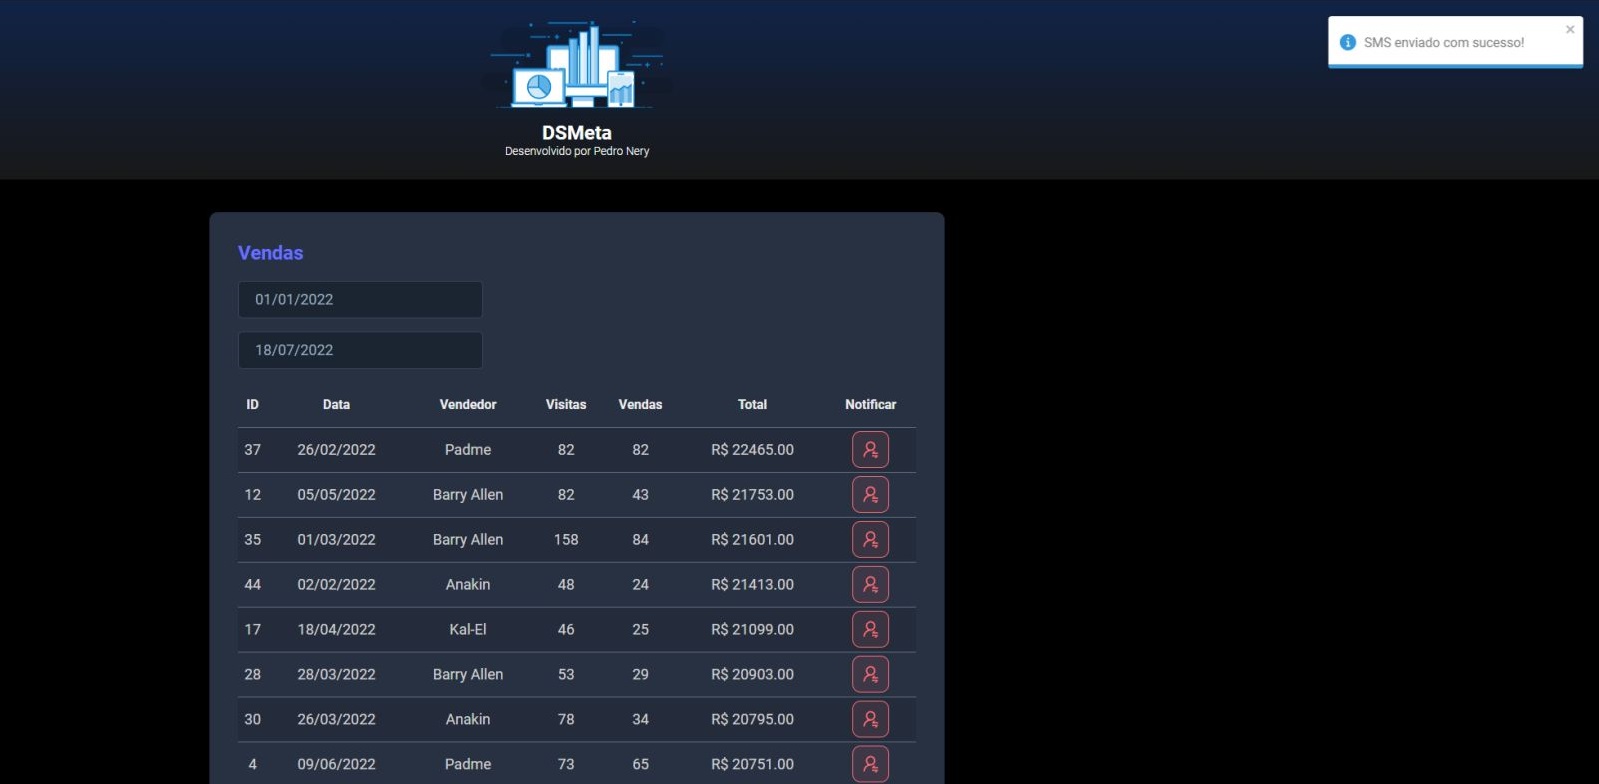 SMS enviado com sucesso!
DSMeta
Desenvolvido por Pedro Nery
Vendas
01/01/2022
18/07/2022
ID Data Vendedor Visitas Vendas Total Notificar
37 26/02/2022 Padme 82 82 R$ 22465.00
12 05/05/2022 Barry Allen 82 43 R$ 21753.00
35 01/03/2022 Barry Allen 158 84 R$ 21601.00
44 02/02/2022 Anakin 48 24 R$ 21413.00
17 18/04/2022 Kal-El 46 25 R$ 21099.00
28 28/03/2022 Barry Allen 53 29 R$ 20903.00
30 26/03/2022 Anakin 78 34 R$ 20795.00
4 09/06/2022 Padme 73 65 R$ 20751.00